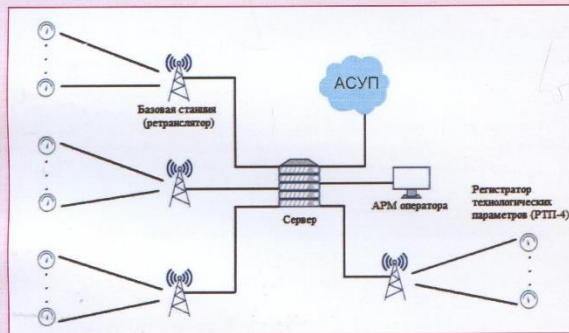 АСУП
Базовая станция
(ретранслятор)
Сервер
АРМ оператора
Регистратор
технологических
параметров (РТП-4)